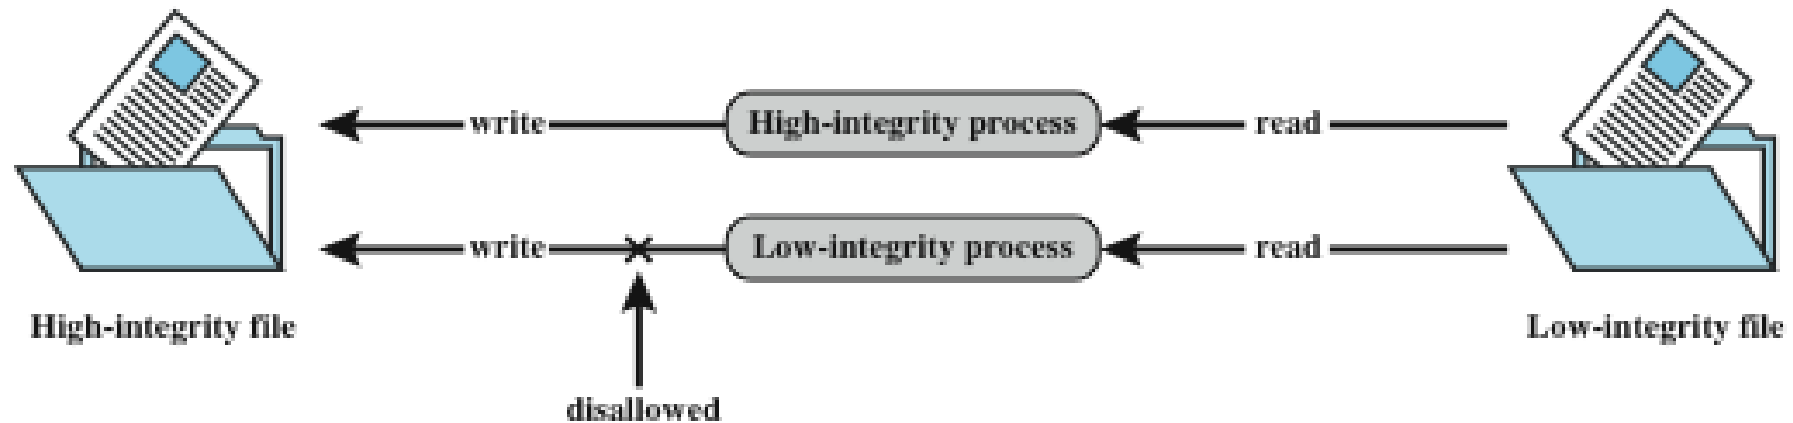 write High-integrity process read
write Low-integrity process read
High-integrity file Low-integrity file
disallowed